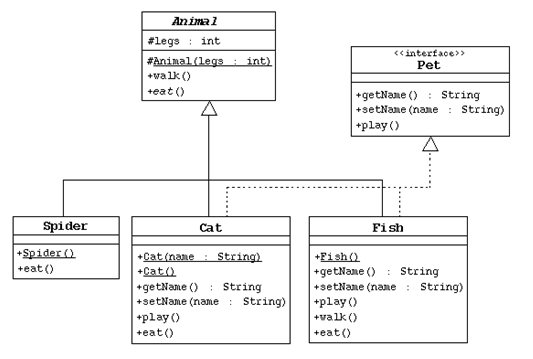 Animal
#legs : int
#Animal(legs : int)
+walk()
+eat()
<<interface>>
Pet
+getName() : String
+setName(name : String)
+play()
Spider
+Spider()
+eat()
Cat
+Cat(name : String)
+Cat()
+getName() : String
+setName(name : String)
+play()
+eat()
Fish
+Fish()
+getName() : String
+setName(name : String)
+play()
+walk()
+eat()